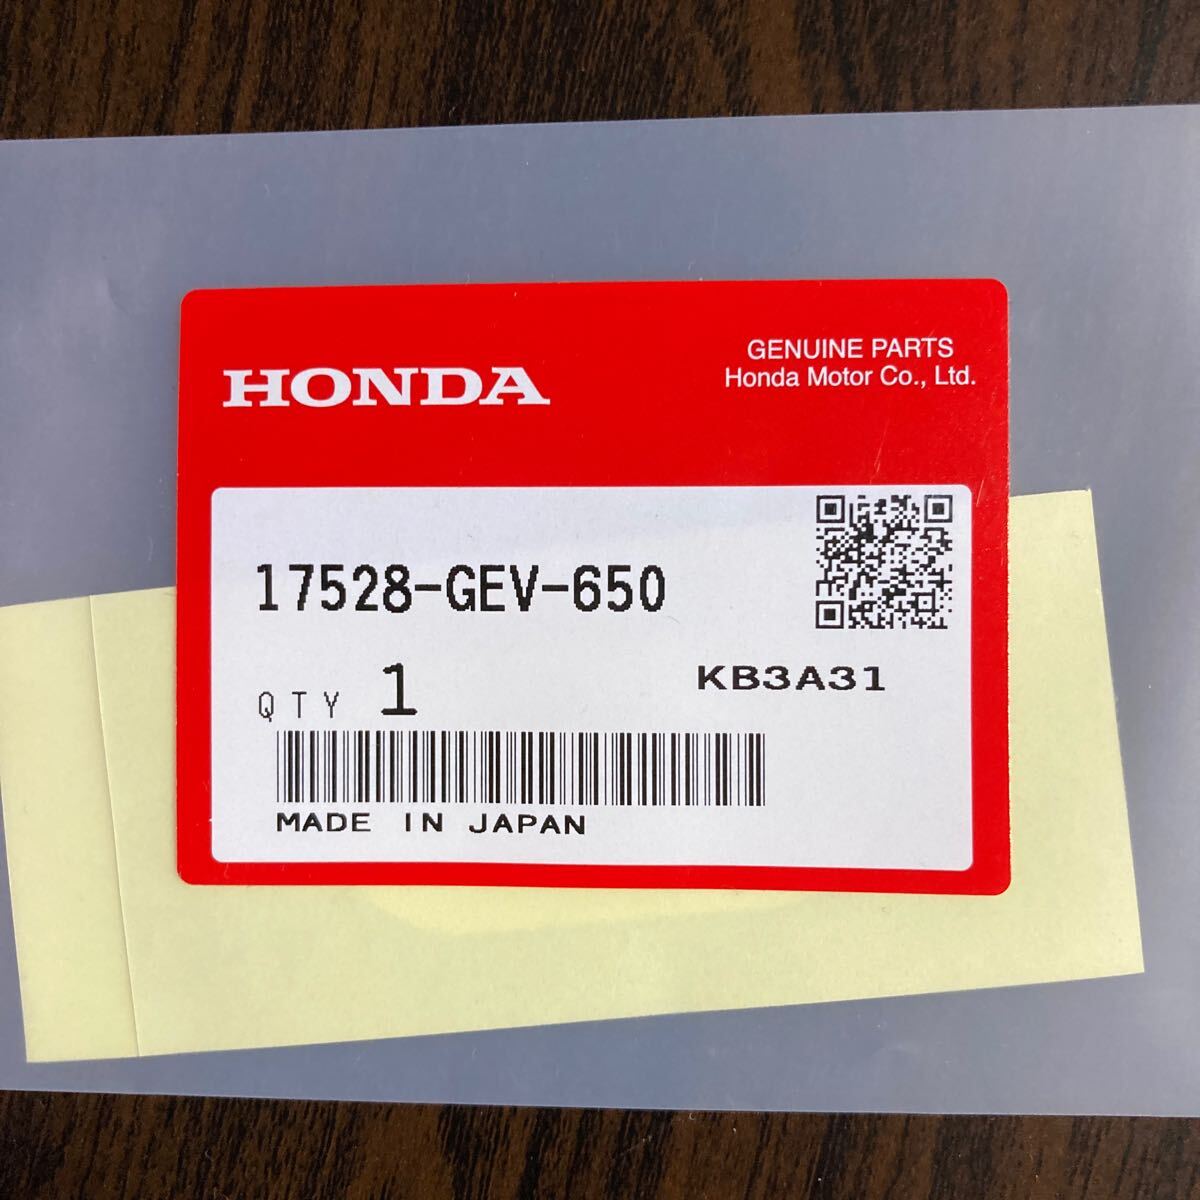 HONDA
GENUINE PARTS
Honda Motor Co., Ltd.
17528-GEV-650
QTY 1
KB3A31
MADE IN JAPAN